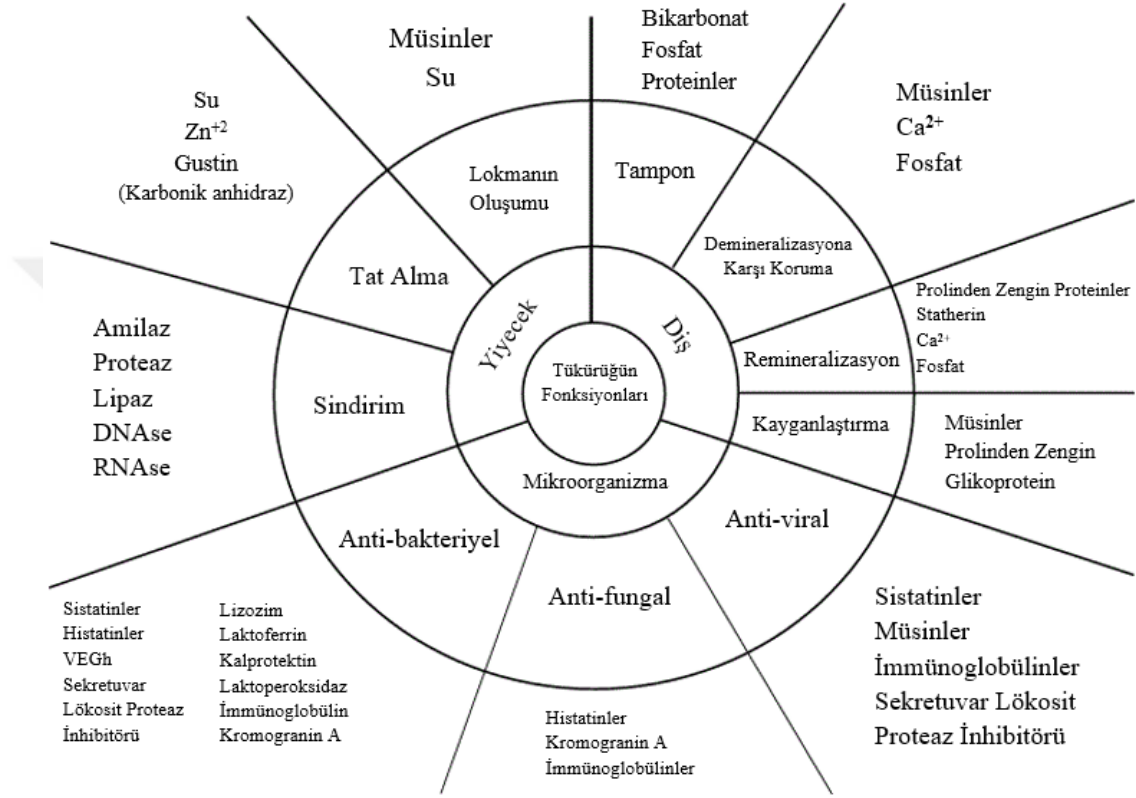 Müsinler
Su
Bikarbonat
Fosfat
Proteinler
Su
Zn⁺²
Gustin
(Karbonik anhidraz)
Müsinler
Ca²⁺
Fosfat
Lokmanın
Oluşumu
Tampon
Tat Alma
Demineralizasyona
Karşı Koruma
Yiyecek
Diş
Prolinden Zengin Proteinler
Statherin
Ca²⁺
Fosfat
Remineralizasyon
Tükürüğün
Fonksiyonları
Amilaz
Proteaz
Lipaz
DNAse
RNAse
Sindirim
Kayganlaştırma
Müsinler
Prolinden Zengin
Glikoprotein
Mikroorganizma
Anti-bakteriyel
Anti-fungal
Anti-viral
Sistatinler
Histatinler
VEGh
Sekretuvar
Lökosit Proteaz
İnhibitörü
Lizozim
Laktoferrin
Kalprotektin
Laktoperoksidaz
İmmünoglobülin
Kromogranin A
Histatinler
Kromogranin A
İmmünoglobülinler
Sistatinler
Müsinler
İmmünoglobülinler
Sekretuvar Lökosit
Proteaz İnhibitörü